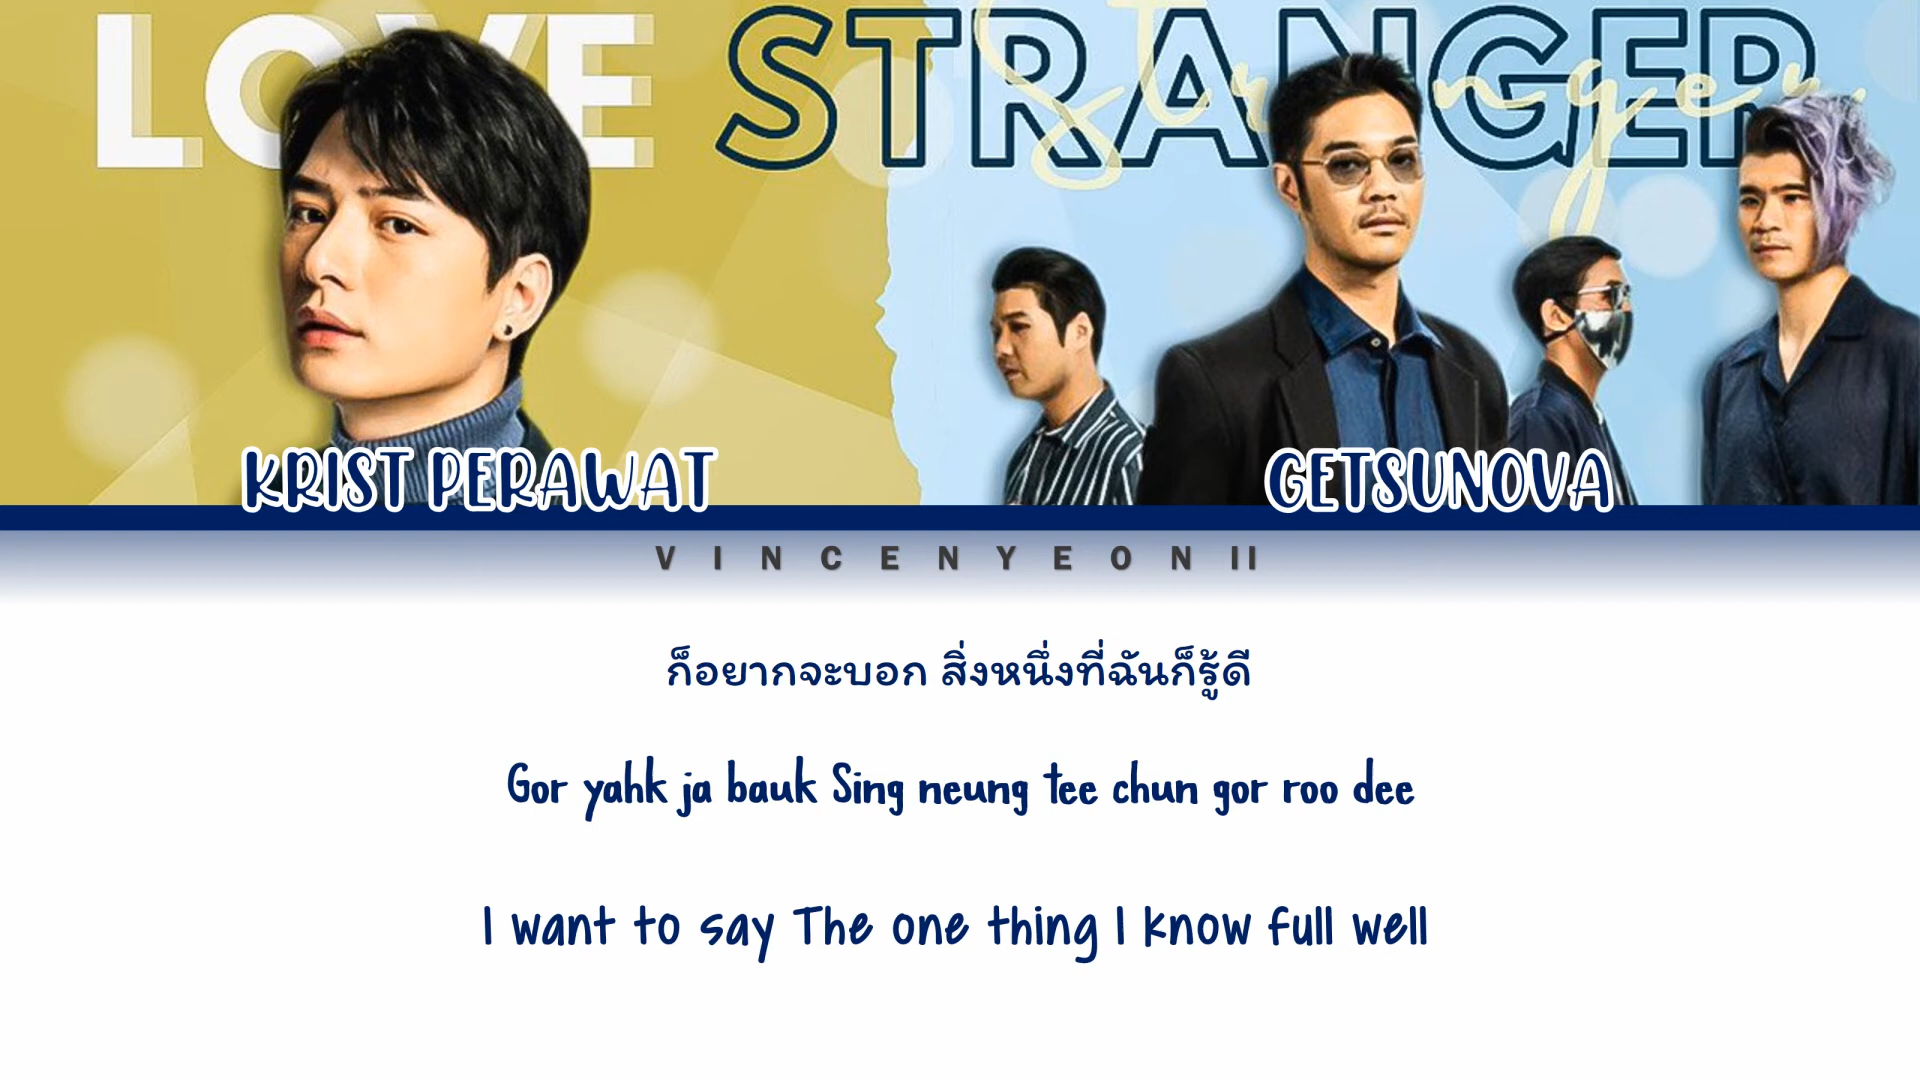 LOVE STRANGER
Stranger
KRIST PERAWAT
GETSUNOVA
VINCENYEON II
ก็อยากจะบอก สิ่งหนึ่งที่ฉันก็รู้ดี
Gor yahk ja bauk Sing neung tee chun gor roo dee
I want to say The one thing I know full well